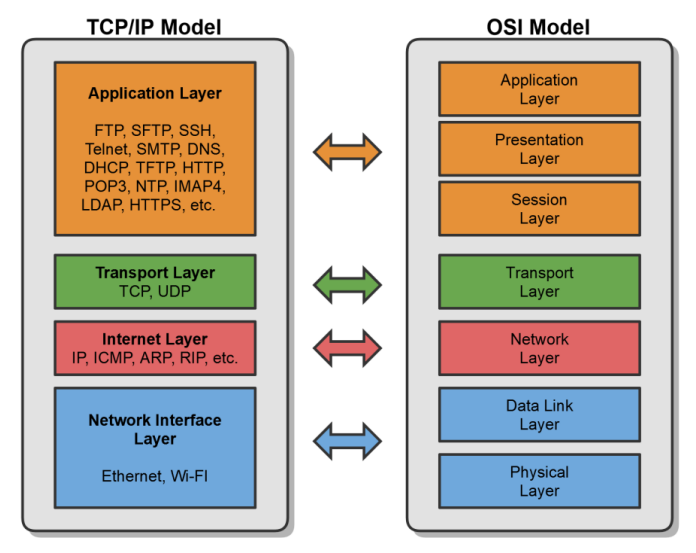 TCP/IP Model
Application Layer
FTP, SFTP, SSH,
Telnet, SMTP, DNS,
DHCP, TFTP, HTTP,
POP3, NTP, IMAP4,
LDAP, HTTPS, etc.
Transport Layer
TCP, UDP
Internet Layer
IP, ICMP, ARP, RIP, etc.
Network Interface
Layer
Ethernet, Wi-FI
OSI Model
Application
Layer
Presentation
Layer
Session
Layer
Transport
Layer
Network
Layer
Data Link
Layer
Physical
Layer